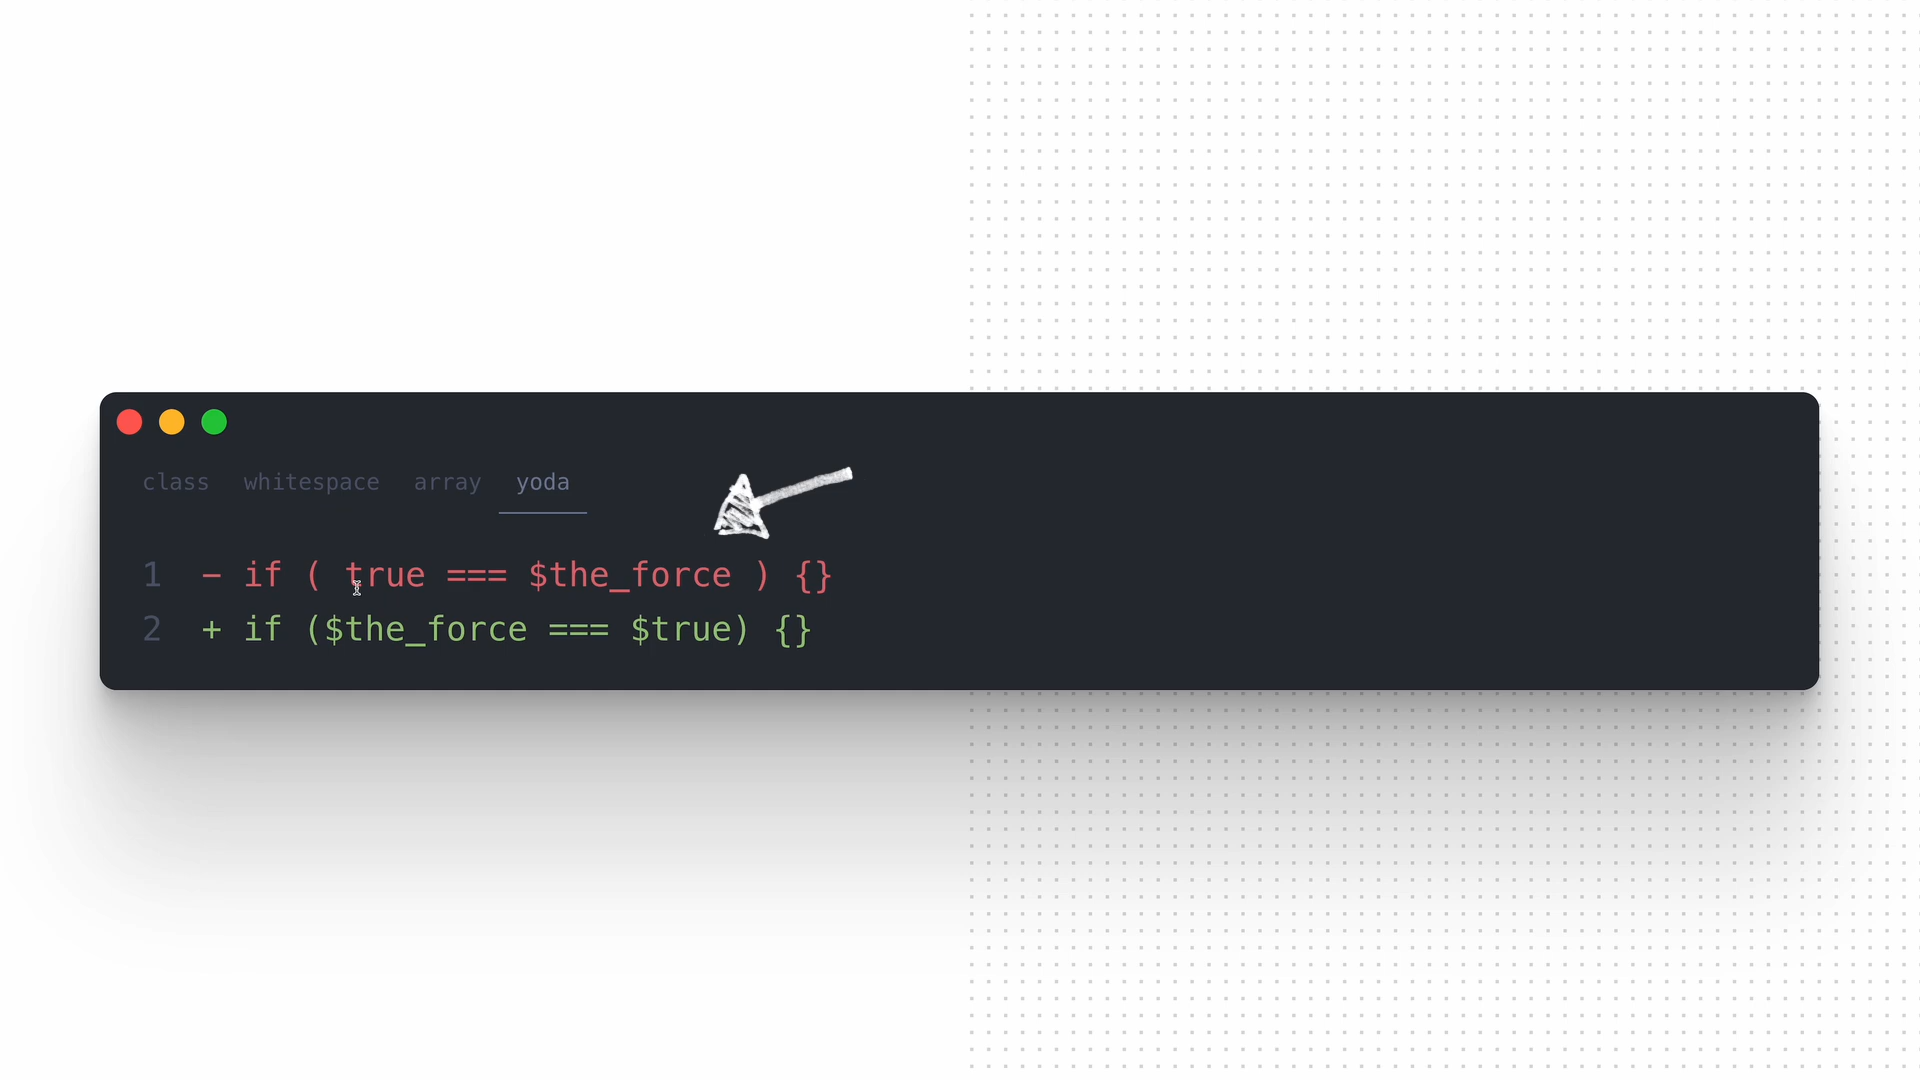 class whitespace array yoda
1 - if ( true === $the_force ) {}
2 + if ($the_force === $true) {}